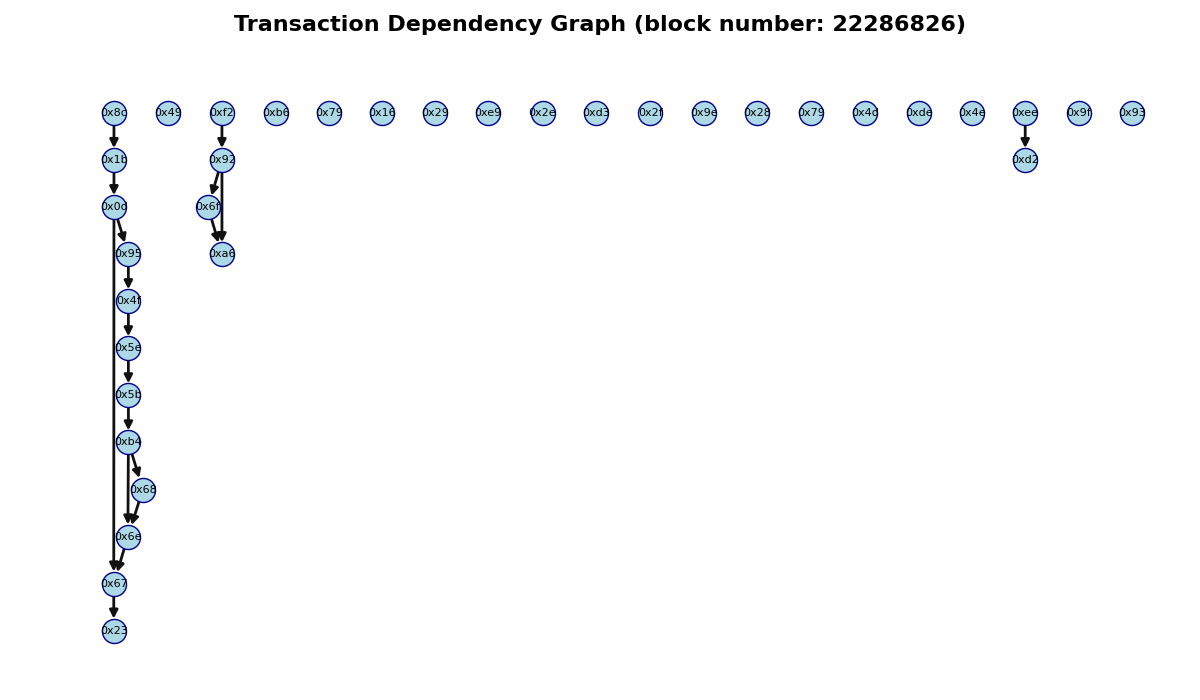 Transaction Dependency Graph (block number: 22286826)
0x8c 0x49 0xf2 0xb6 0x79 0x16 0x29 0xe9 0x2e 0xd3 0x2f 0x9e 0x28 0x79 0x4d 0xde 0x4e 0xee 0x9f 0x93
0x1b 0x92 0xd2
0x0d 0x6f
0x95 0xa6
0x4f
0x5e
0x5b
0xb4
0x68
0x6e
0x67
0x23